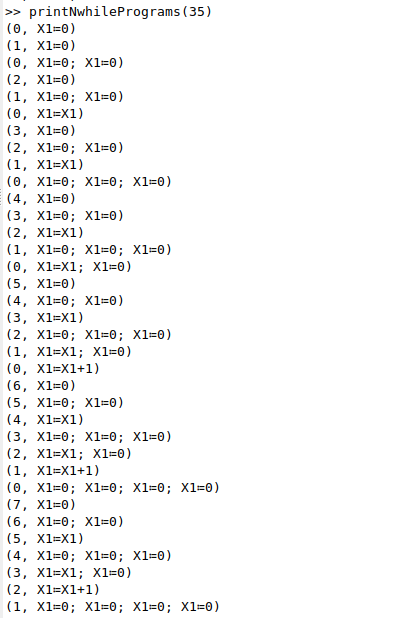 >> printNwhilePrograms(35)
(0, X1≔0)
(1, X1≔0)
(0, X1≔0; X1≔0)
(2, X1≔0)
(1, X1≔0; X1≔0)
(0, X1≔X1)
(3, X1≔0)
(2, X1≔0; X1≔0)
(1, X1≔X1)
(0, X1≔0; X1≔0; X1≔0)
(4, X1≔0)
(3, X1≔0; X1≔0)
(2, X1≔X1)
(1, X1≔0; X1≔0; X1≔0)
(0, X1≔X1; X1≔0)
(5, X1≔0)
(4, X1≔0; X1≔0)
(3, X1≔X1)
(2, X1≔0; X1≔0; X1≔0)
(1, X1≔X1; X1≔0)
(0, X1≔X1+1)
(6, X1≔0)
(5, X1≔0; X1≔0)
(4, X1≔X1)
(3, X1≔0; X1≔0; X1≔0)
(2, X1≔X1; X1≔0)
(1, X1≔X1+1)
(0, X1≔0; X1≔0; X1≔0; X1≔0)
(7, X1≔0)
(6, X1≔0; X1≔0)
(5, X1≔X1)
(4, X1≔0; X1≔0; X1≔0)
(3, X1≔X1; X1≔0)
(2, X1≔X1+1)
(1, X1≔0; X1≔0; X1≔0; X1≔0)